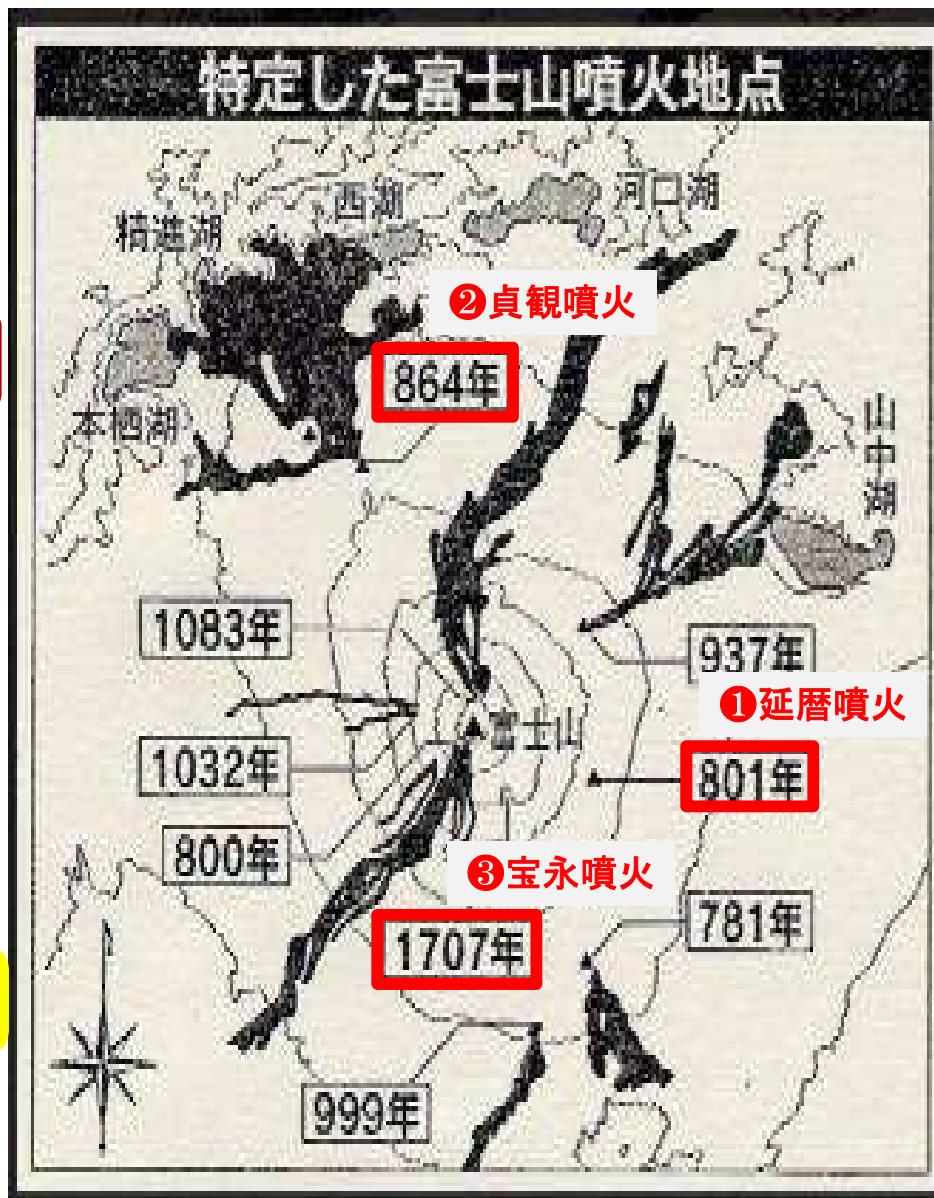 特定した富士山噴火地点
西湖
河口湖
精進湖
❷貞観噴火
864年
本栖湖
山中湖
1083年
937年
❶延暦噴火
富士山
1032年
801年
800年
❸宝永噴火
781年
1707年
999年